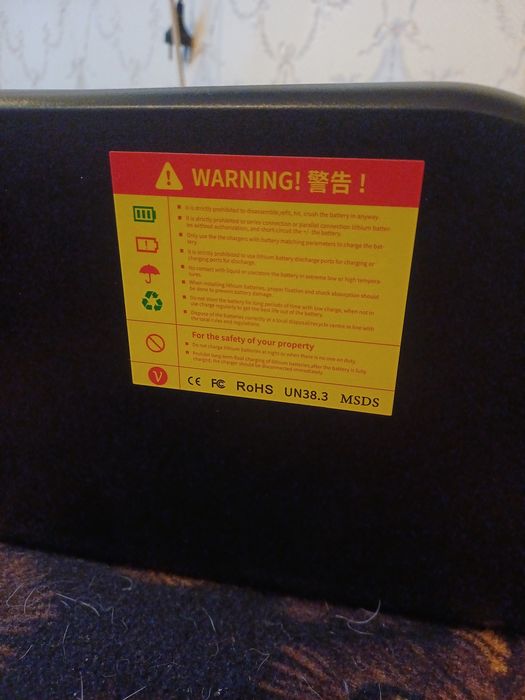 WARNING! 警告！
It is strictly prohibited to disassemble,refit, hit, crush the battery in anyway.
It is strictly prohibited to series connection or parallel connection lithium batter-
ies without authorization, and short circuit the +/- the battery.
Only use the the chargers with battery matching parameters to charge the bat-
tery
It is strictly prohibited to use lithium battery discharge ports for charging or
charging ports for discharge.
No contact with liquid or use/store the battery in extreme low or high tempera-
tures.
When installing lithium batteries, proper fixation and shock absorption should
be done to prevent battery damage.
Do not store the battery for long periods of time with low charge, when not in
use charge regularly to get the best life out of the battery.
Dispose of the batteries correctly at a local disposal/recycle centre in line with
the local rules and regulations.
For the safety of your property
Do not charge lithium batteries at night or when there is no one on duty.
Prohibit long-term float charging of lithium batteries after the battery is fully
charged, the charger should be disconnected immediately.
V
CE FC RoHS UN38.3 MSDS